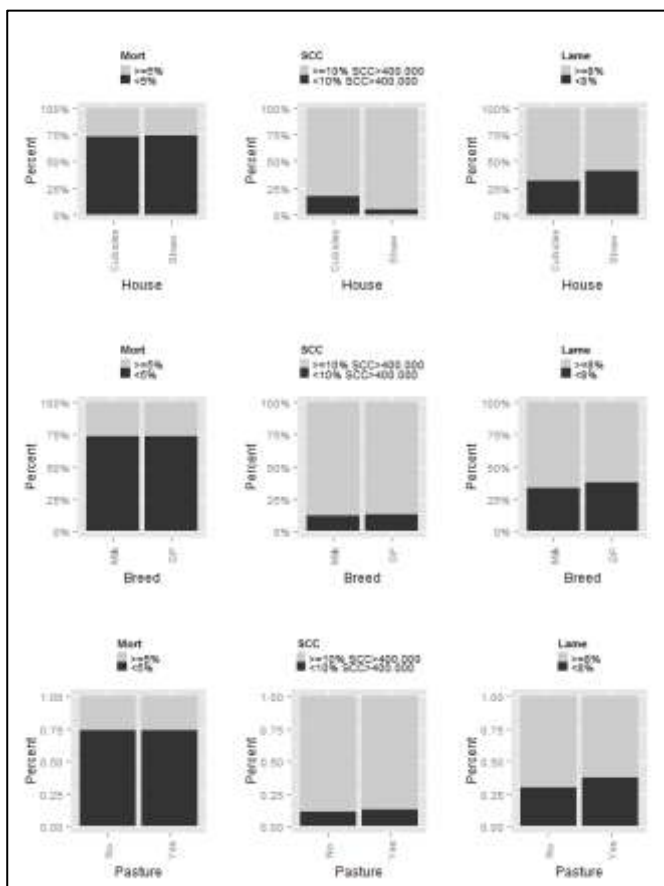 Mort
>=5%
<5%
100%
75%
50%
25%
0%
Percent
Cubicles
Straw
House
SCC
>=10% SCC>400.000
<10% SCC>400.000
100%
75%
50%
25%
0%
Percent
Cubicles
Straw
House
Lame
100%
75%
50%
25%
0%
Percent
Cubicles
Straw
House
Mort
>=5%
<5%
100%
75%
50%
25%
0%
Percent
Milk
DP
Breed
SCC
>=10% SCC>400.000
<10% SCC>400.000
100%
75%
50%
25%
0%
Percent
Milk
DP
Breed
Lame
100%
75%
50%
25%
0%
Percent
Milk
DP
Breed
Mort
>=5%
<5%
1.00
0.75
0.50
0.25
0.00
Percent
No
Yes
Pasture
SCC
>=10% SCC>400.000
<10% SCC>400.000
1.00
0.75
0.50
0.25
0.00
Percent
No
Yes
Pasture
Lame
1.00
0.75
0.50
0.25
0.00
Percent
No
Yes
Pasture